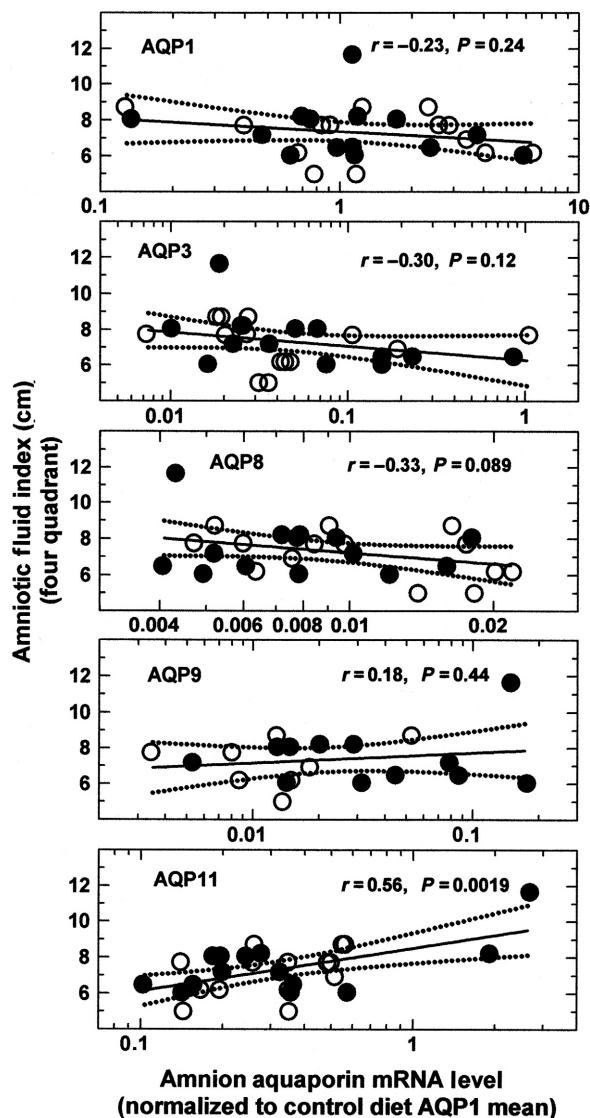 AQP1
r = –0.23, P = 0.24
12
10
8
6
0.1
1
10
AQP3
r = –0.30, P = 0.12
12
10
8
6
0.01
0.1
1
AQP8
r = –0.33, P = 0.089
12
10
8
6
0.004
0.006
0.008
0.01
0.02
AQP9
r = 0.18, P = 0.44
12
10
8
6
0.01
0.1
AQP11
r = 0.56, P = 0.0019
12
10
8
6
0.1
1
Amniotic fluid index (cm)
(four quadrant)
Amnion aquaporin mRNA level
(normalized to control diet AQP1 mean)